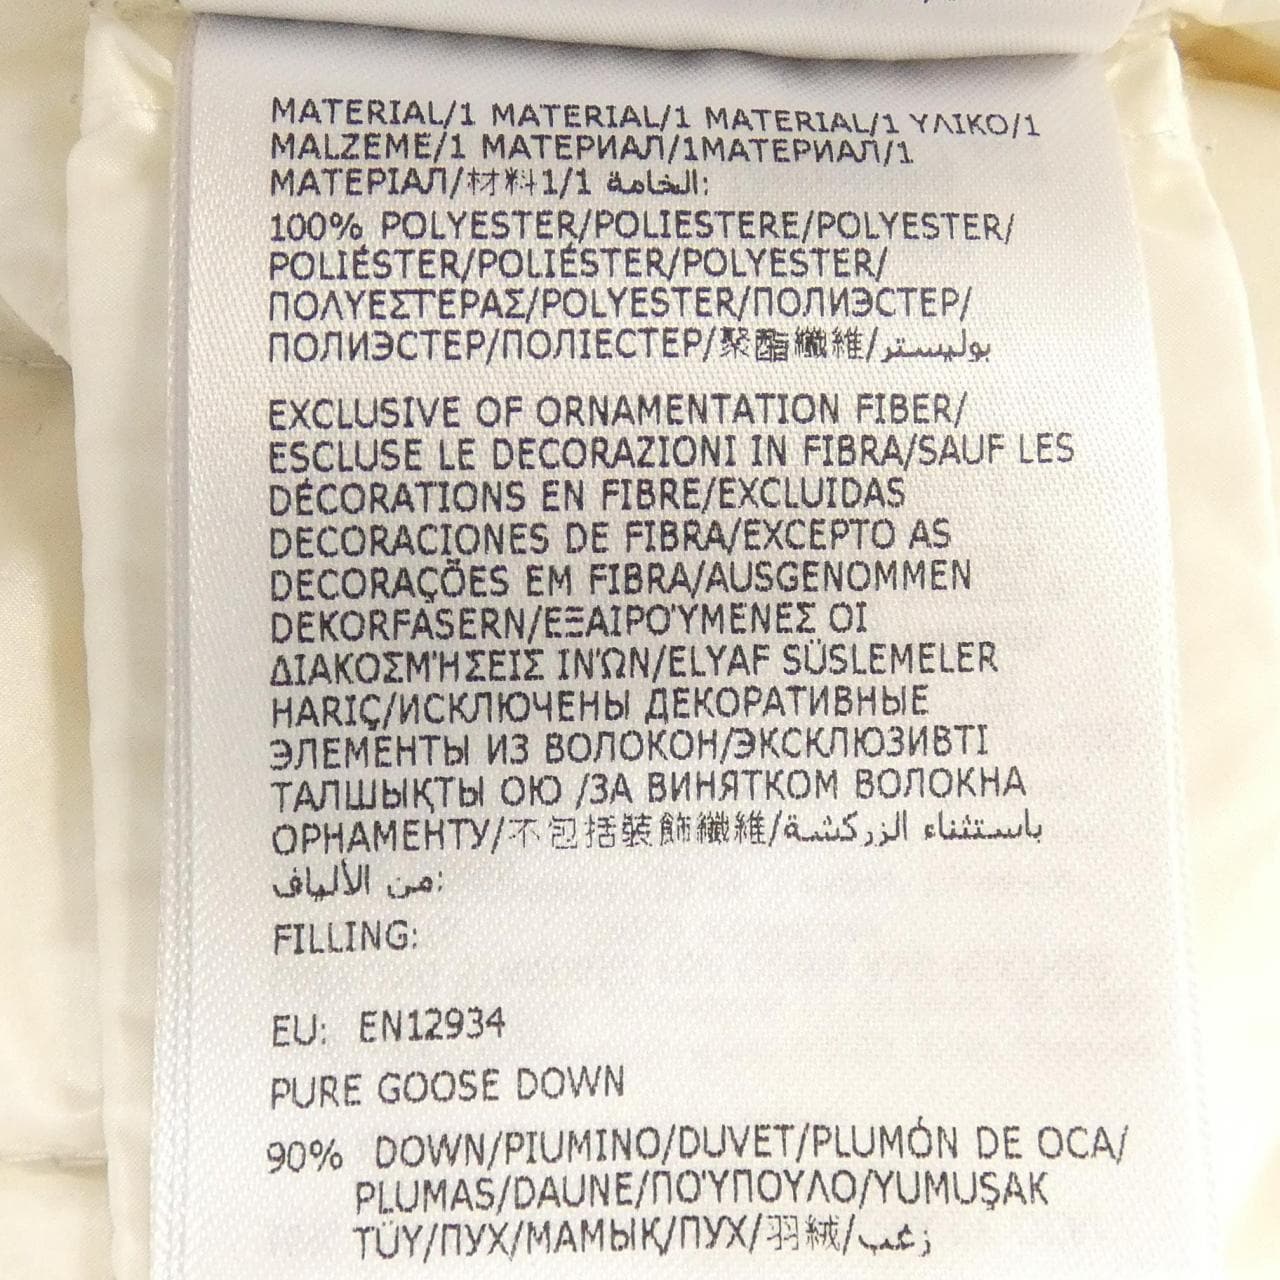 MATERIAL/1 MATERIAL/1 MATERIAL/1 ΥΛΙΚΟ/1
MALZEME/1 МАТЕРИАЛ/1МАТЕРИАЛ/1
МАТЕРІАЛ/材料1/1 الخامة:
100% POLYESTER/POLIESTERE/POLYESTER/
POLIÉSTER/POLIÉSTER/POLYESTER/
ΠΟΛΥΕΣΤΕΡΑΣ/POLYESTER/ПОЛИЭСТЕР/
ПОЛИЭСТЕР/ПОЛІЕСТЕР/聚酯纖維/بوليستر
EXCLUSIVE OF ORNAMENTATION FIBER/
ESCLUSE LE DECORAZIONI IN FIBRA/SAUF LES
DÉCORATIONS EN FIBRE/EXCLUIDAS
DECORACIONES DE FIBRA/EXCEPTO AS
DECORAÇÕES EM FIBRA/AUSGENOMMEN
DEKORFASERN/ΕΞΑΙΡΟΎΜΕΝΕΣ ΟΙ
ΔΙΑΚΟΣΜΉΣΕΙΣ ΙΝΏΝ/ELYAF SÜSLEMELER
HARIÇ/ИСКЛЮЧЕНЫ ДЕКОРАТИВНЫЕ
ЭЛЕМЕНТЫ ИЗ ВОЛОКОН/ЭКСКЛЮЗИВТІ
ТАЛШЫҚТЫ ОЮ /ЗА ВИНЯТКОМ ВОЛОКНА
ОРНАМЕНТУ/不包括裝飾纖維/باستثناء الزركشة
من الألياف:
FILLING:
EU: EN12934
PURE GOOSE DOWN
90% DOWN/PIUMINO/DUVET/PLUMÓN DE OCA/
PLUMAS/DAUNE/ΠΟΎΠΟΥΛΟ/YUMUŞAK
TÜY/ПУХ/МАМЫҚ/ПУХ/羽絨/زغب